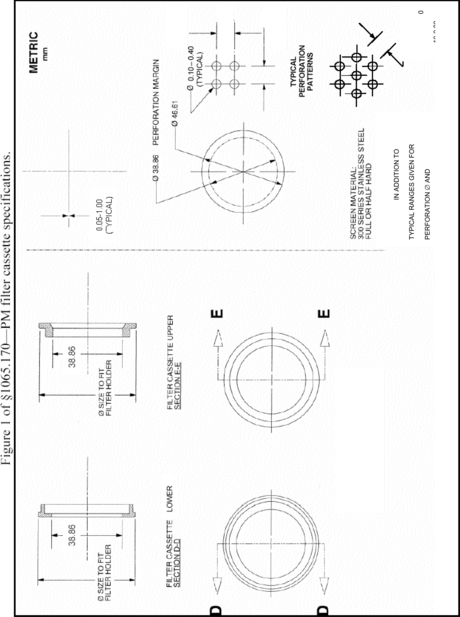 Figure 1 of §1065.170—PM filter cassette specifications.
METRIC
mm
0.05-1.00
(TYPICAL)
Ø 38.86 PERFORATION MARGIN
Ø 46.61
Ø 0.10–0.40
(TYPICAL)
TYPICAL
PERFORATION
PATTERNS
SCREEN MATERIAL:
300 SERIES STAINLESS STEEL
FULL OR HALF HARD
IN ADDITION TO
TYPICAL RANGES GIVEN FOR
PERFORATION Ø AND
0
38.86
Ø SIZE TO FIT
FILTER HOLDER
FILTER CASSETTE UPPER
SECTION E-E
E
E
38.86
Ø SIZE TO FIT
FILTER HOLDER
FILTER CASSETTE LOWER
SECTION D-D
D
D